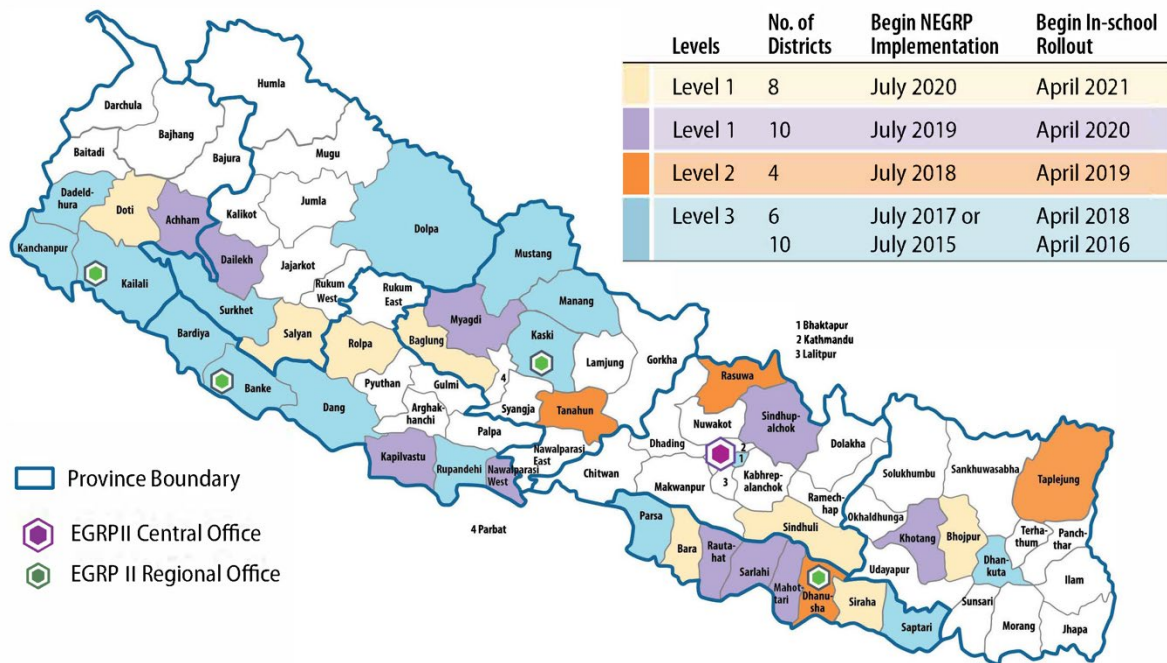 Levels
No. of
Districts
Begin NEGRP
Implementation
Begin In-school
Rollout
Level 1 8 July 2020 April 2021
Level 1 10 July 2019 April 2020
Level 2 4 July 2018 April 2019
Level 3 6 July 2017 or April 2018
10 July 2015 April 2016
Humla
Darchula
Bajhang
Baitadi
Bajura
Mugu
Dadeld-
hura
Doti
Achham
Kalikot
Jumla
Dolpa
Kanchanpur
Kailali
Dailekh
Jajarkot
Mustang
Rukum
West
Rukum
East
Surkhet
Salyan
Rolpa
Myagdi
Manang
Baglung
Kaski
Bardiya
Banke
Dang
Pyuthan
Gulmi
4
Lamjung
Gorkha
Argha-
khanchi
Syangja
Tanahun
Palpa
Kapilvastu
Rupandehi
Nawalparasi
West
Nawalparasi
East
Chitwan
4 Parbat
1 Bhaktapur
2 Kathmandu
3 Lalitpur
Rasuwa
Nuwakot
Sindhup-
alchok
Dhading
2
1
3
Dolakha
Makwanpur
Kabhrep-
alanchok
Ramech-
hap
Solukhumbu
Sankhuwasabha
Taplejung
Okhaldhunga
Khotang
Bhojpur
Terha-
thum
Panch-
thar
Dhan-
kuta
Parsa
Bara
Rauta-
hat
Sarlahi
Mahot-
tari
Dhanu-
sha
Sindhuli
Siraha
Udayapur
Saptari
Sunsari
Morang
Ilam
Jhapa
Province Boundary
EGRPII Central Office
EGRP II Regional Office